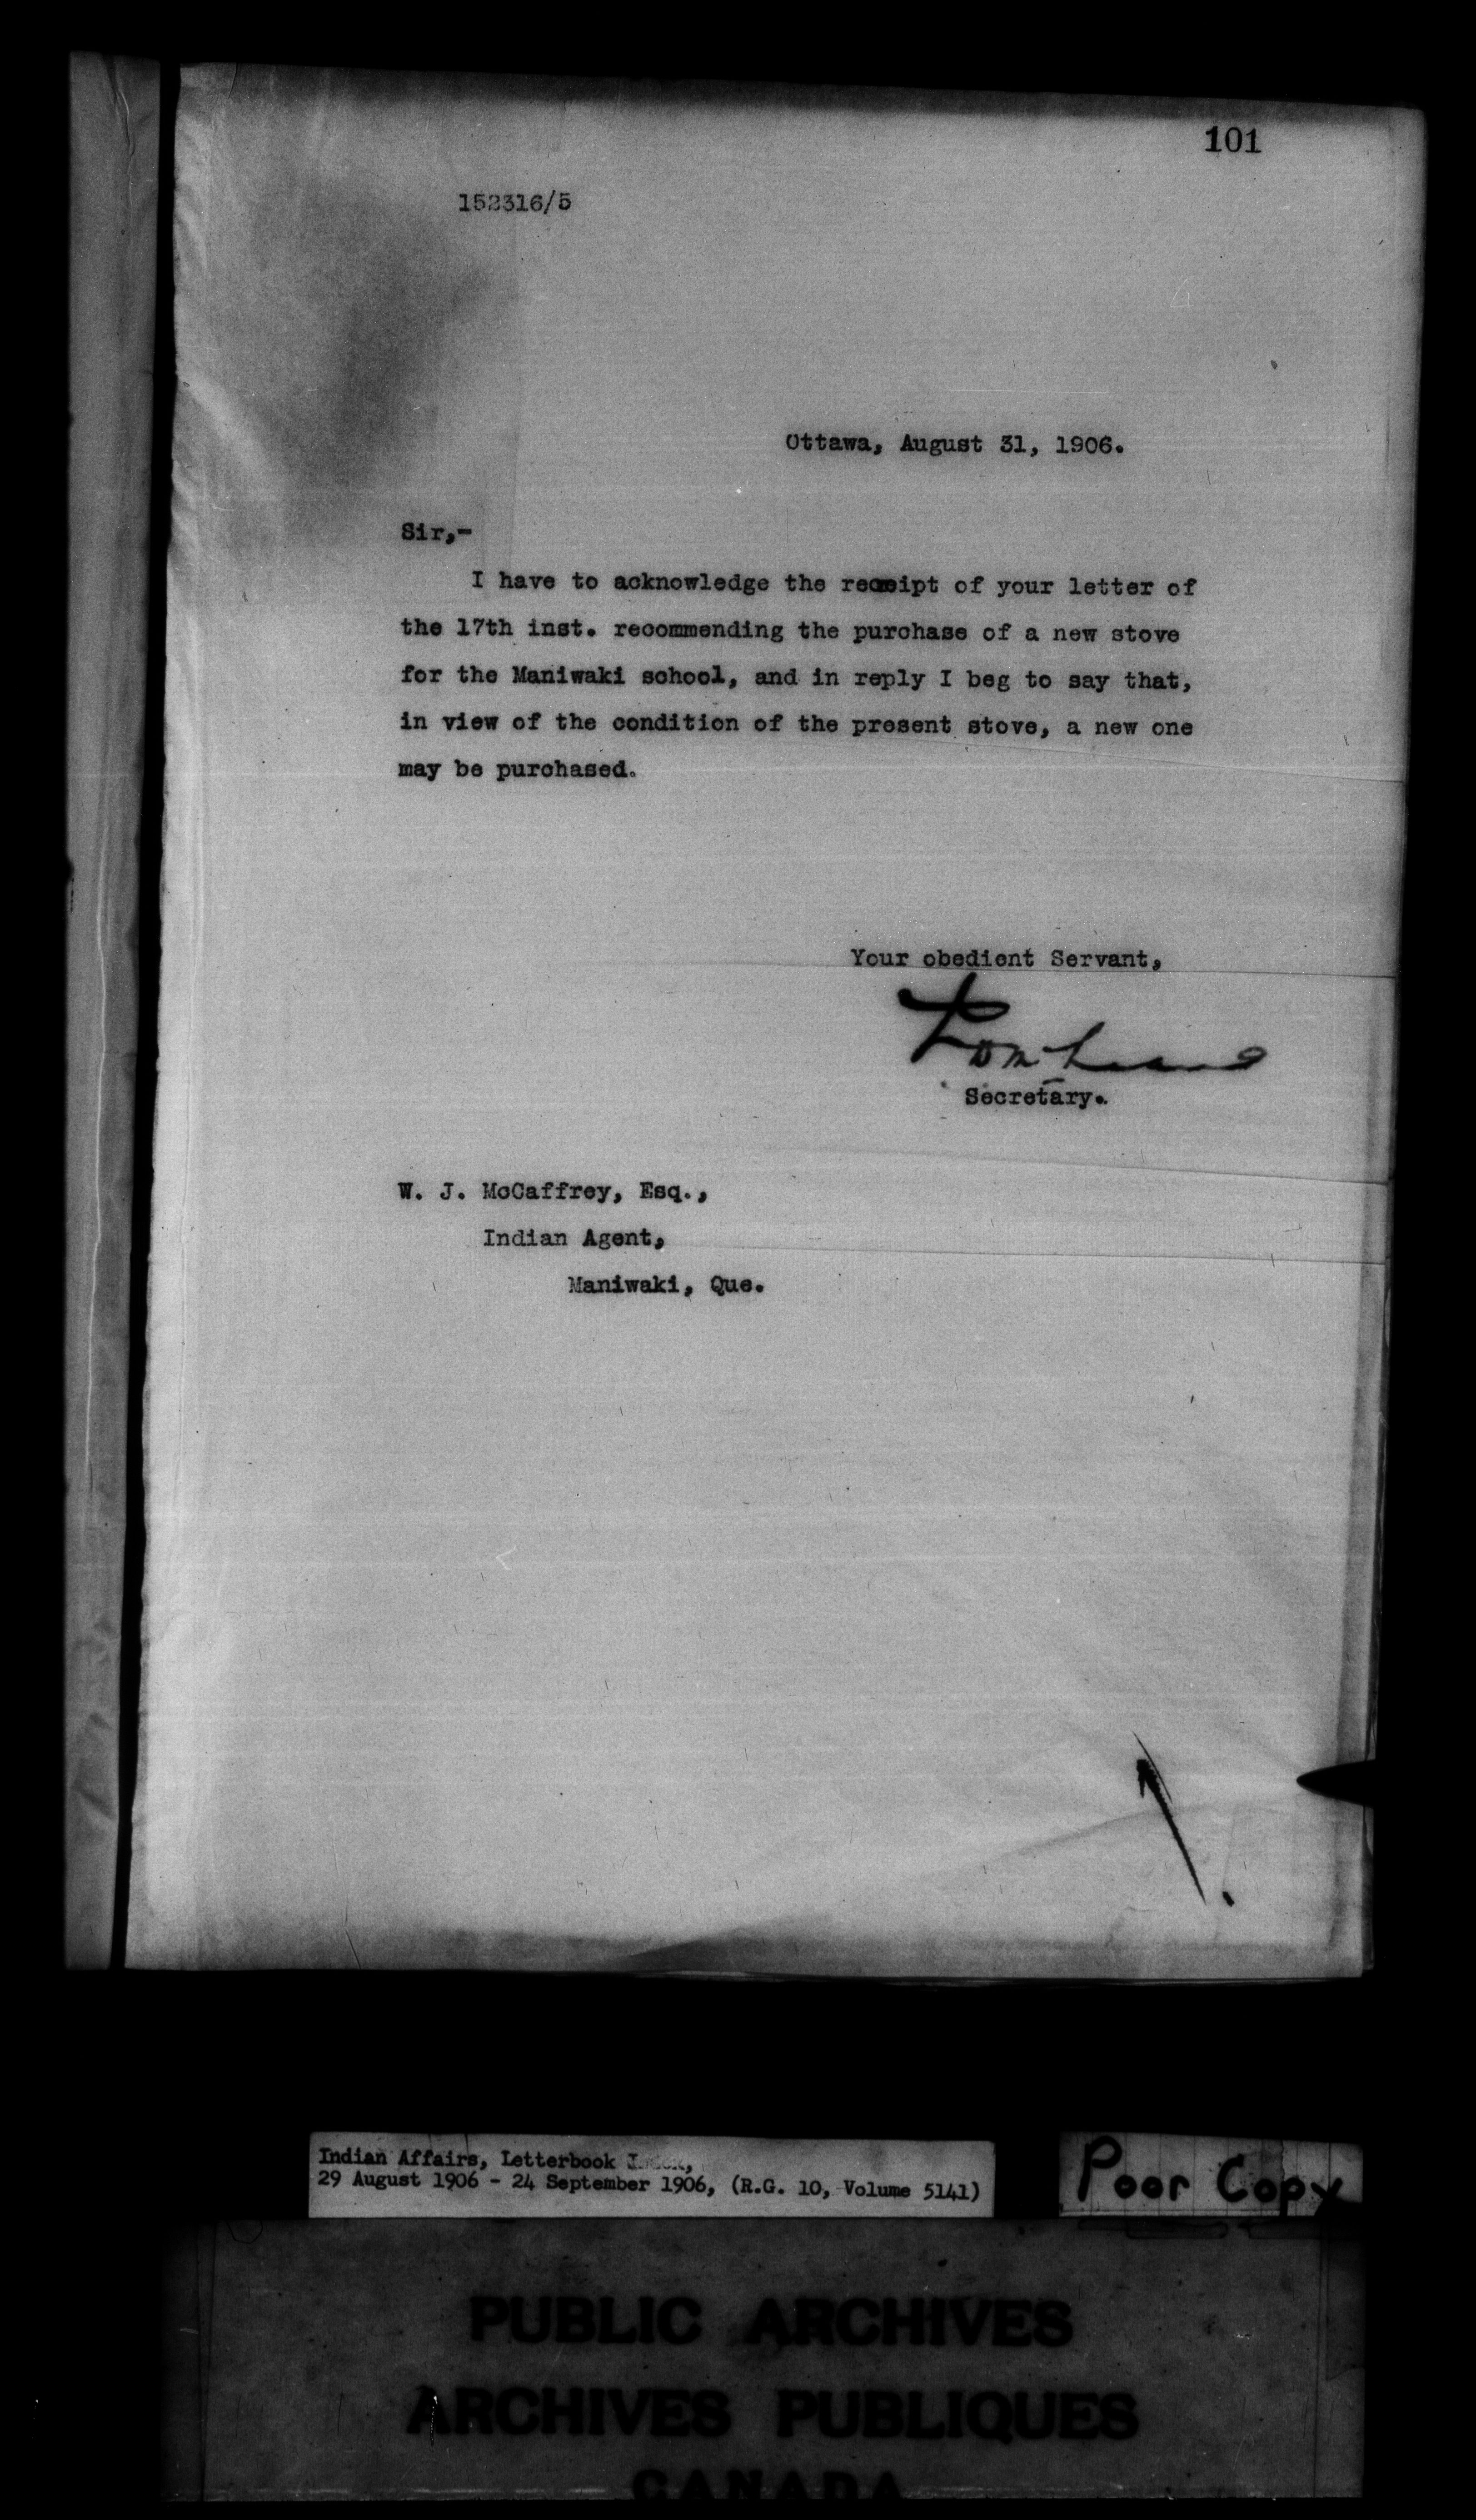 101
152316/5
Ottawa, August 31, 1906.
Sir,-
I have to acknowledge the receipt of your letter of
the 17th inst. recommending the purchase of a new stove
for the Maniwaki school, and in reply I beg to say that,
in view of the condition of the present stove, a new one
may be purchased.
Your obedient Servant,
Secretary.
W. J. McCaffrey, Esq.,
Indian Agent,
Maniwaki, Que.
Indian Affairs, Letterbook
29 August 1906 - 24 September 1906, (R.G. 10, Volume 5141)
Poor Copy
PUBLIC ARCHIVES
ARCHIVES PUBLIQUES
CANADA